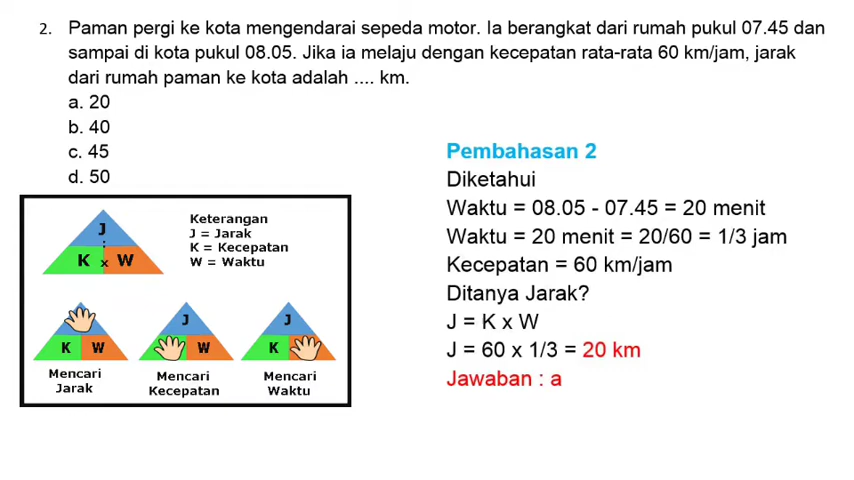 2. Paman pergi ke kota mengendarai sepeda motor. Ia berangkat dari rumah pukul 07.45 dan
sampai di kota pukul 08.05. Jika ia melaju dengan kecepatan rata-rata 60 km/jam, jarak
dari rumah paman ke kota adalah .... km.
a. 20
b. 40
c. 45
d. 50
J
:
K x W
Keterangan
J = Jarak
K = Kecepatan
W = Waktu
K W
Mencari
Jarak
J
W
Mencari
Kecepatan
J
K
Mencari
Waktu
Pembahasan 2
Diketahui
Waktu = 08.05 - 07.45 = 20 menit
Waktu = 20 menit = 20/60 = 1/3 jam
Kecepatan = 60 km/jam
Ditanya Jarak?
J = K x W
J = 60 x 1/3 = 20 km
Jawaban : a